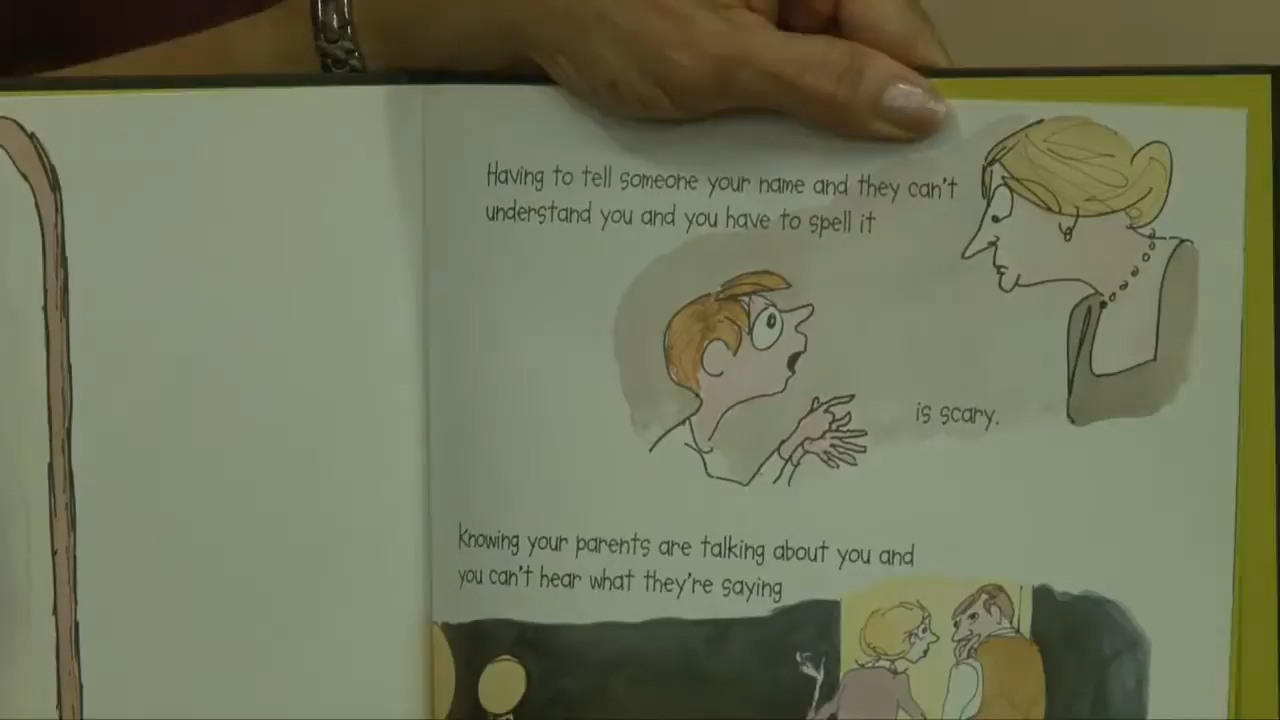 Having to tell someone your name and they can't
understand you and you have to spell it
is scary.
Knowing your parents are talking about you and
you can't hear what they're saying